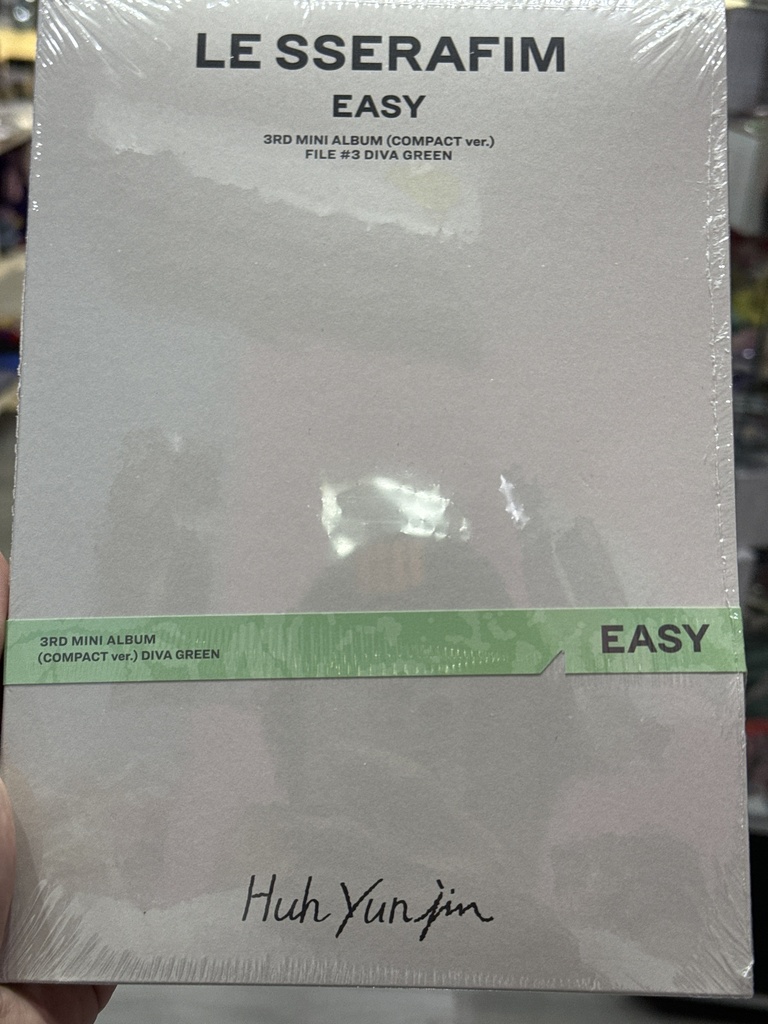 LE SSERAFIM
EASY
3RD MINI ALBUM (COMPACT ver.)
FILE #3 DIVA GREEN
3RD MINI ALBUM
(COMPACT ver.) DIVA GREEN
EASY
Huh Yunjin